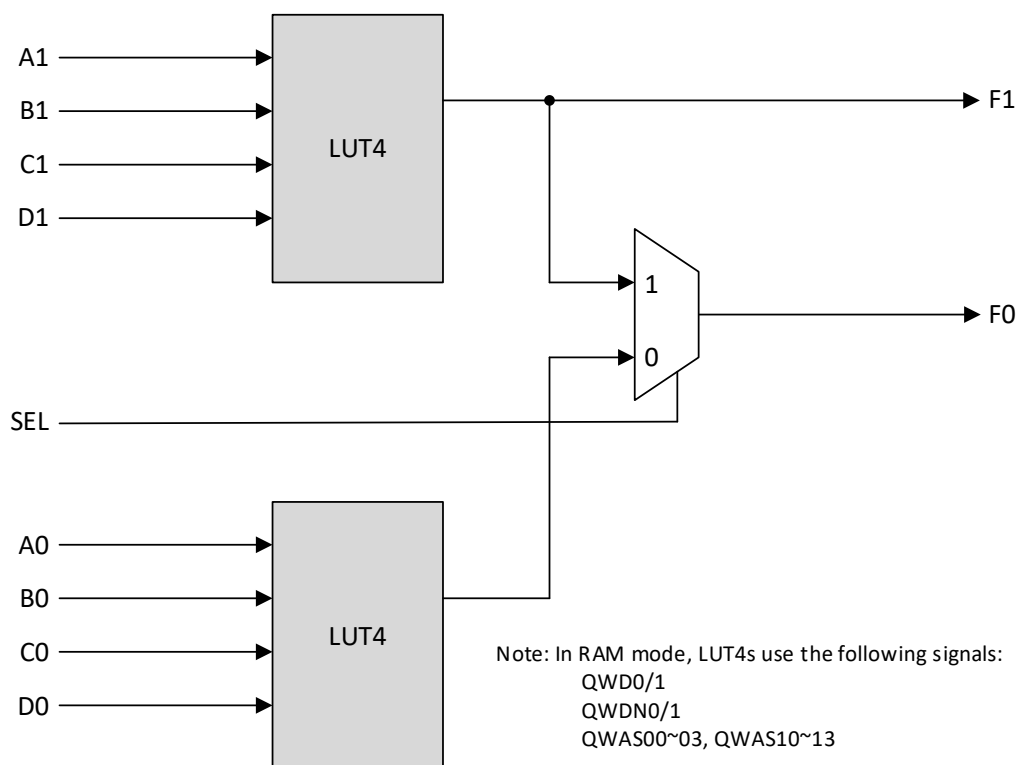 A1
B1
C1
D1
LUT4
F1
1
0
F0
SEL
A0
B0
C0
D0
LUT4
Note: In RAM mode, LUT4s use the following signals:
QWD0/1
QWDN0/1
QWAS00~03, QWAS10~13